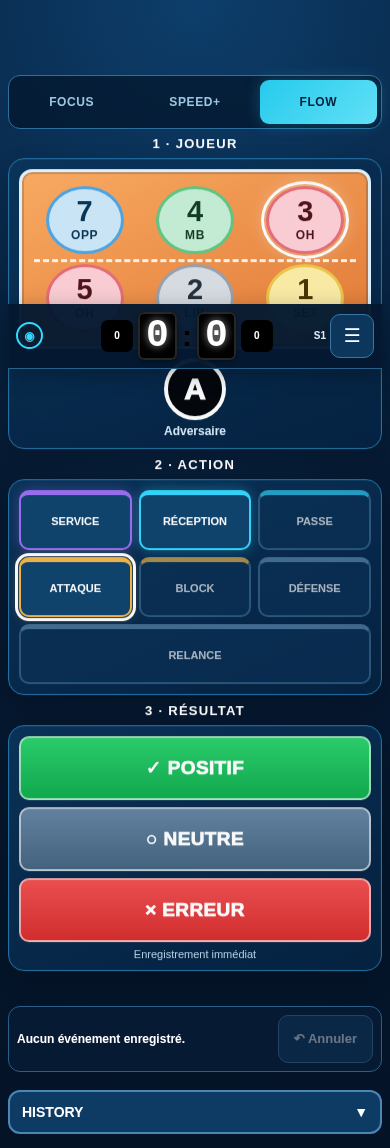 FOCUS SPEED+ FLOW
1 · JOUEUR
7 4 3
OPP MB OH
5 2 1
0 0 : 0 0 S1 ☰
A
Adversaire
2 · ACTION
SERVICE RÉCEPTION PASSE
ATTAQUE BLOCK DÉFENSE
RELANCE
3 · RÉSULTAT
✓ POSITIF
○ NEUTRE
× ERREUR
Enregistrement immédiat
Aucun événement enregistré. ↶ Annuler
HISTORY ▼